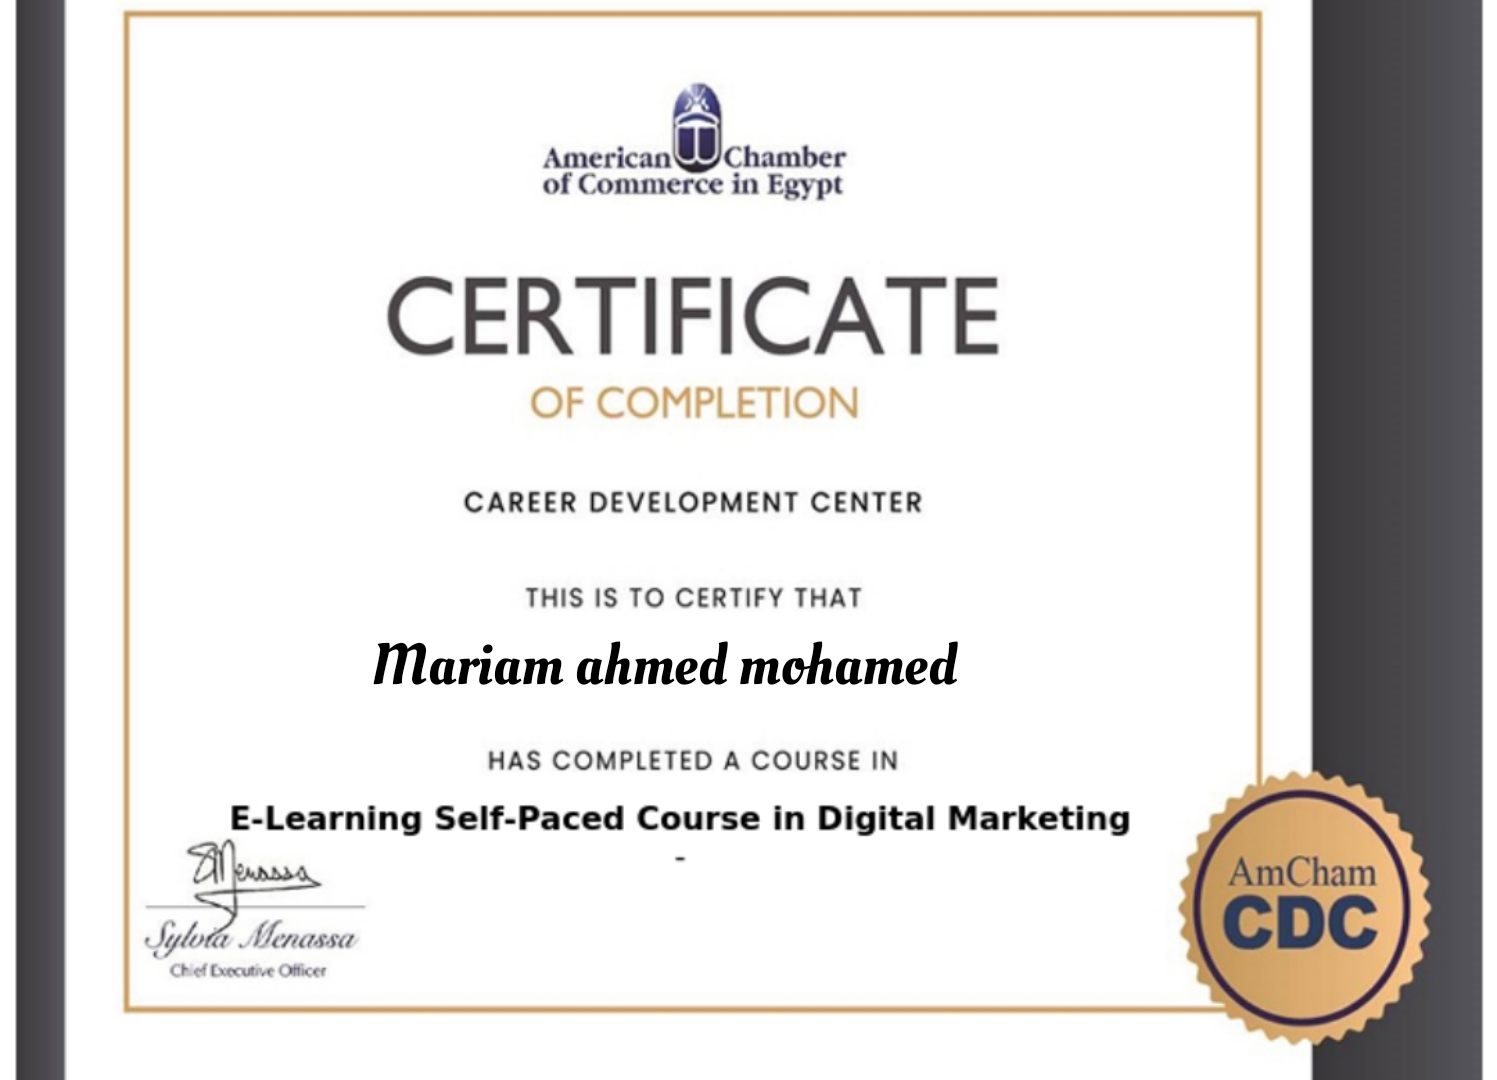 American Chamber
of Commerce in Egypt
CERTIFICATE
OF COMPLETION
CAREER DEVELOPMENT CENTER
THIS IS TO CERTIFY THAT
Mariam ahmed mohamed
HAS COMPLETED A COURSE IN
E-Learning Self-Paced Course in Digital Marketing
-
SMenassa
Sylvia Menassa
Chief Executive Officer
AmCham
CDC